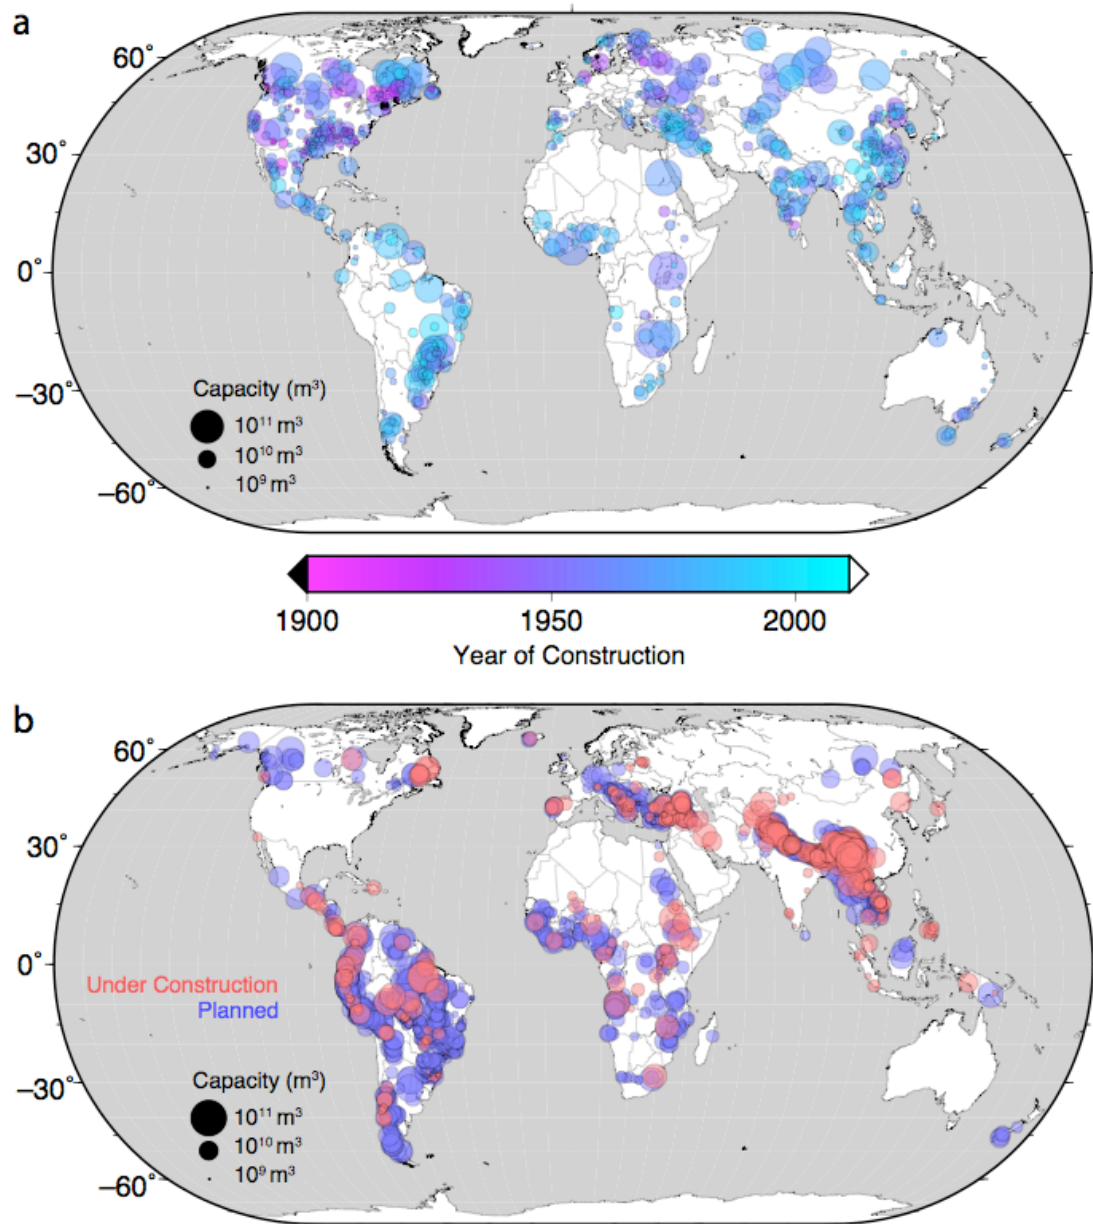 a
60°
30°
0°
−30°
−60°
Capacity (m³)
10¹¹ m³
10¹⁰ m³
10⁹ m³
1900
1950
2000
Year of Construction
b
60°
30°
0°
Under Construction
Planned
−30°
Capacity (m³)
10¹¹ m³
10¹⁰ m³
10⁹ m³
−60°